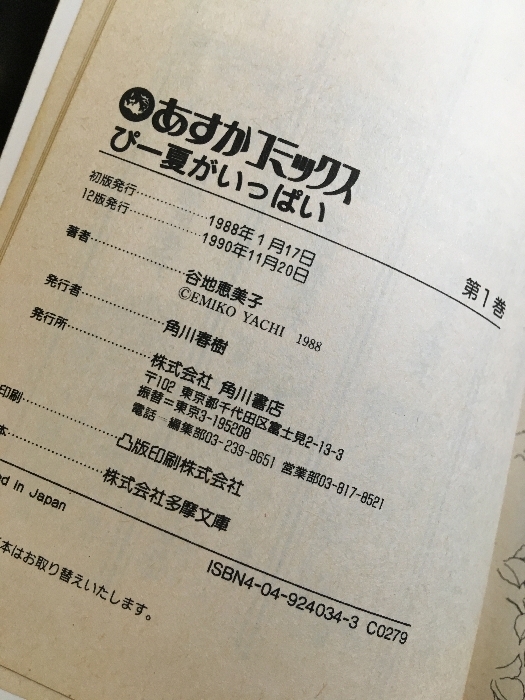 あすかコミックス
ぴー夏がいっぱい
第1巻
初版発行…………1988年1月17日
12版発行…………1990年11月20日
著者…………谷地恵美子
©EMIKO YACHI 1988
発行者…………角川春樹
発行所…………株式会社 角川書店
〒102 東京都千代田区富士見2-13-3
振替=東京3-195208
電話 編集部03-239-8651 営業部03-817-8521
印刷…………凸版印刷株式会社
本…………株式会社多摩文庫
ed in Japan
ISBN4-04-924034-3 C0279
本はお取り替えいたします。